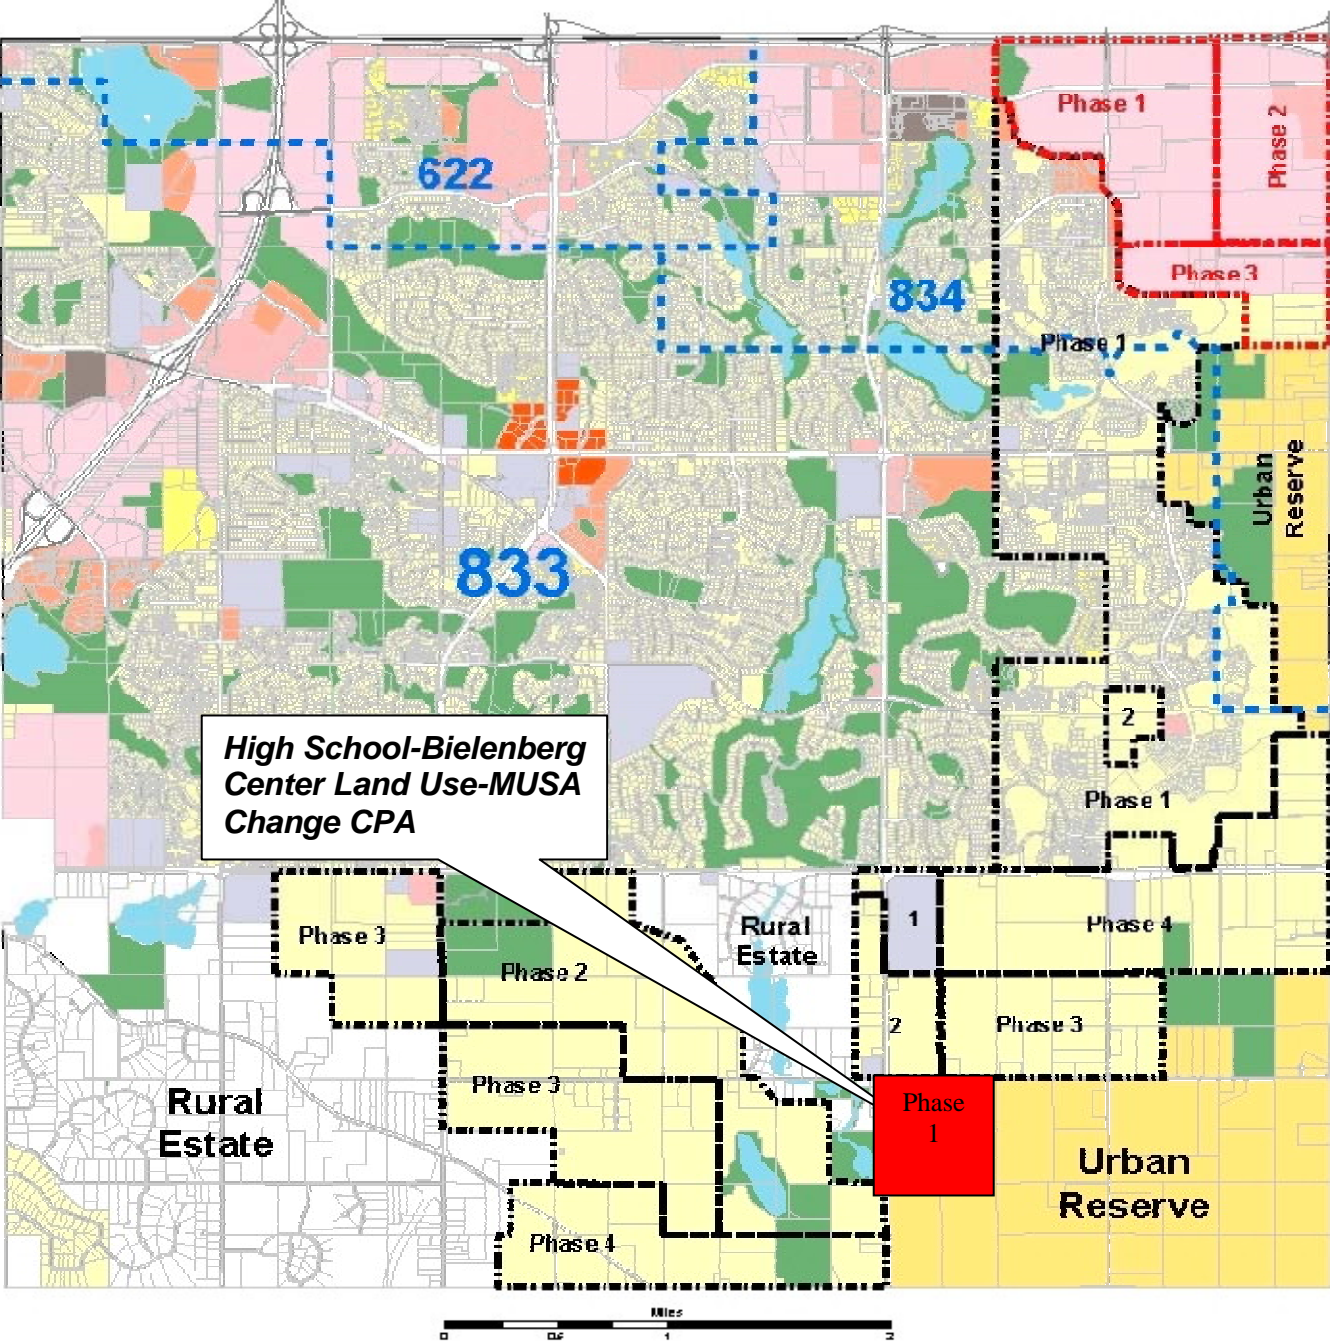 Phase 1
Phase 2
622
Phase 3
834
Phase 1
Urban
Reserve
833
2
High School-Bielenberg
Center Land Use-MUSA
Change CPA
Phase 1
Phase 3
Rural
Estate
1
Phase 4
Phase 2
2
Phase 3
Phase 3
Rural
Estate
Phase
1
Urban
Reserve
Phase 4
Miles
0 0.5 1 2